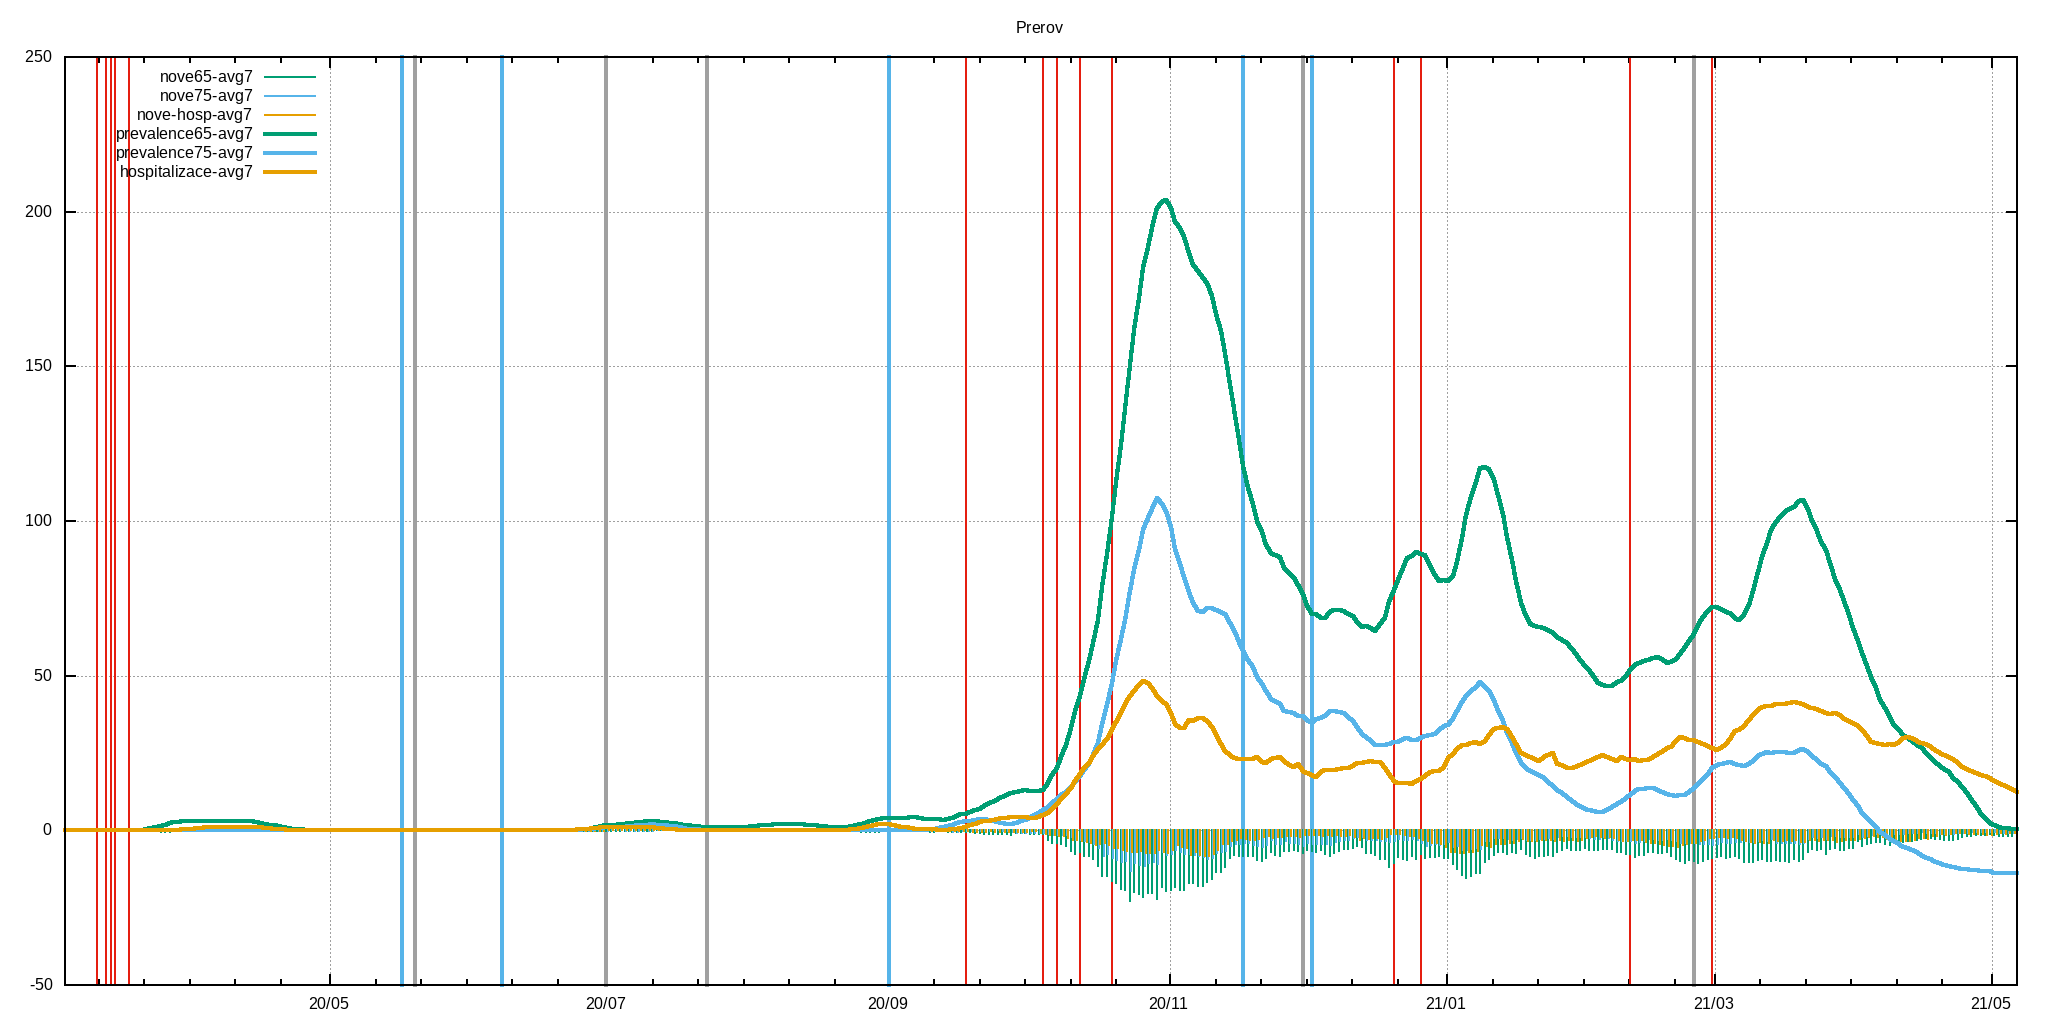 Prerov
250
nove65-avg7
nove75-avg7
nove-hosp-avg7
prevalence65-avg7
prevalence75-avg7
hospitalizace-avg7
200
150
100
50
0
-50
20/05 20/07 20/09 20/11 21/01 21/03 21/05